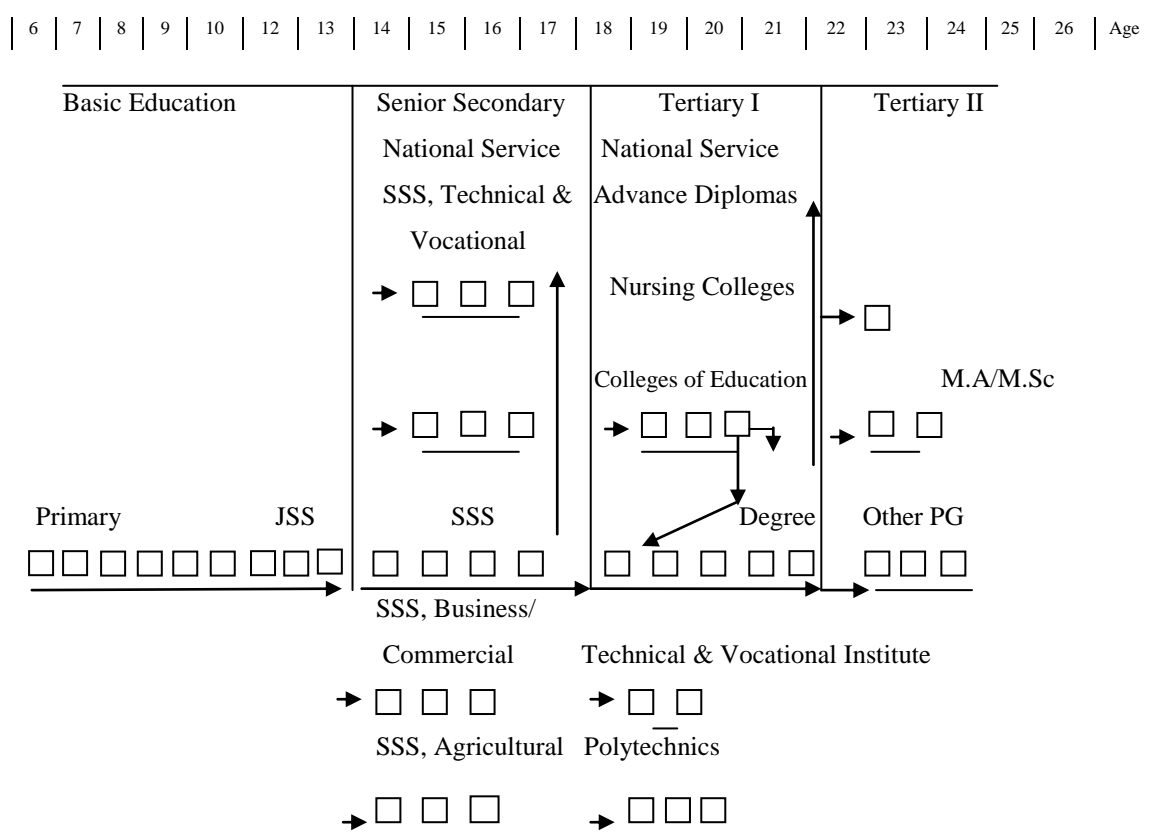 6 7 8 9 10 12 13 14 15 16 17 18 19 20 21 22 23 24 25 26 Age
Basic Education Senior Secondary Tertiary I Tertiary II
National Service National Service
SSS, Technical & Advance Diplomas
Vocational
Nursing Colleges
Colleges of Education M.A/M.Sc
Primary JSS SSS Degree Other PG
SSS, Business/
Commercial Technical & Vocational Institute
SSS, Agricultural Polytechnics